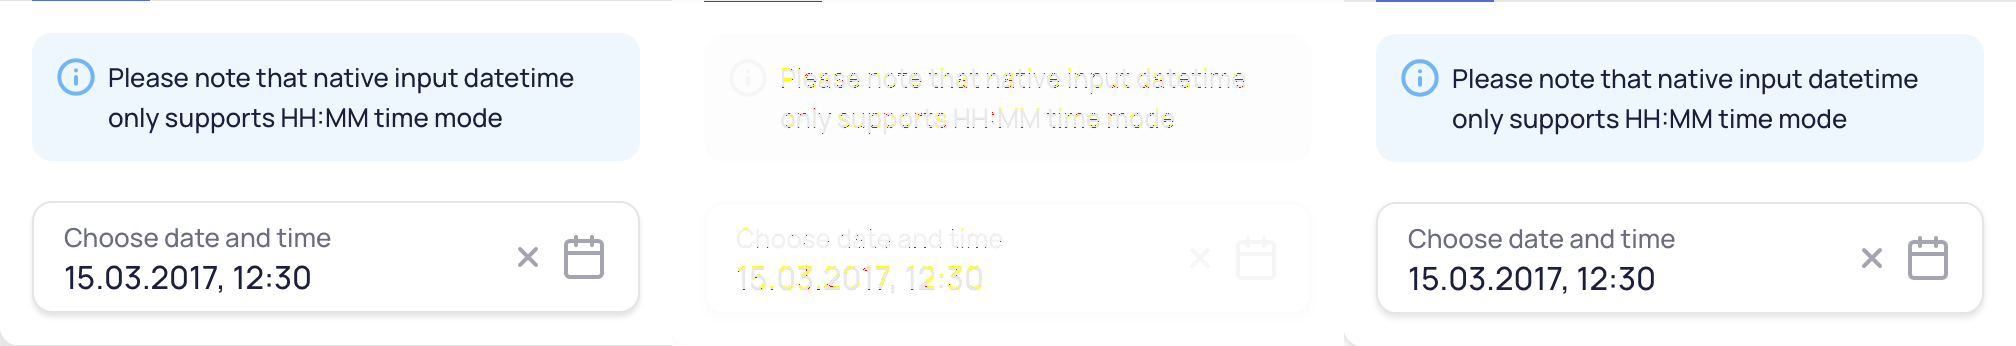 Please note that native input datetime
only supports HH:MM time mode
Choose date and time
15.03.2017, 12:30
Please note that native input datetime
only supports HH:MM time mode
Choose date and time
15.03.2017, 12:30
Please note that native input datetime
only supports HH:MM time mode
Choose date and time
15.03.2017, 12:30